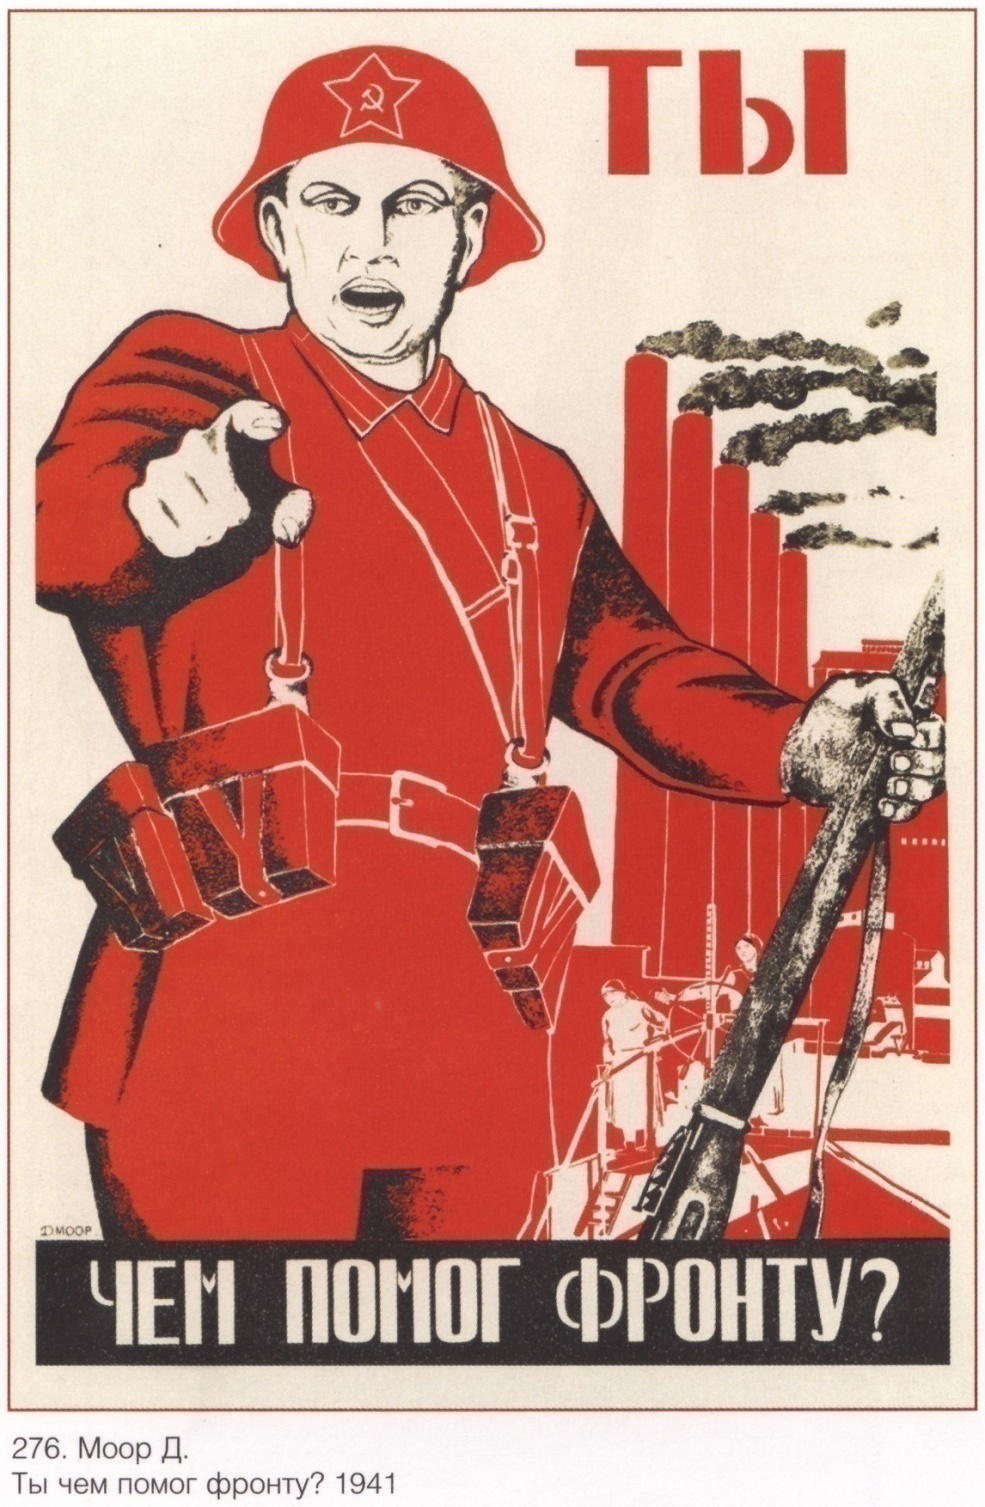 ТЫ
Д МООР
ЧЕМ ПОМОГ ФРОНТУ?
276. Моор Д.
Ты чем помог фронту? 1941